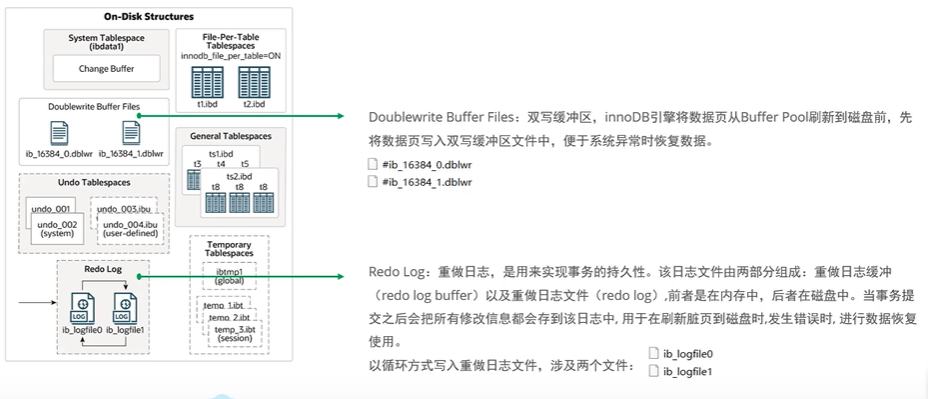 On-Disk Structures
System Tablespace
(ibdata1)
Change Buffer
File-Per-Table
Tablespaces
innodb_file_per_table=ON
t1.ibd
t2.ibd
Doublewrite Buffer Files
ib_16384_0.dblwr
ib_16384_1.dblwr
General Tablespaces
ts1.ibd
t3 t4 t5
ts2.ibd
t8 t8 t8
Undo Tablespaces
undo_001
undo_002
(system)
undo_003.ibu
undo_004.ibu
(user-defined)
Temporary
Tablespaces
ibtmp1
(global)
temp_1.ibt
temp_2.ibt
temp_3.ibt
(session)
Redo Log
LOG
LOG
ib_logfile0
ib_logfile1
Doublewrite Buffer Files：双写缓冲区，innoDB引擎将数据页从Buffer Pool刷新到磁盘前，先
将数据页写入双写缓冲区文件中，便于系统异常时恢复数据。
#ib_16384_0.dblwr
#ib_16384_1.dblwr
Redo Log：重做日志，是用来实现事务的持久性。该日志文件由两部分组成：重做日志缓冲
（redo log buffer）以及重做日志文件（redo log）,前者是在内存中，后者在磁盘中。当事务提
交之后会把所有修改信息都会存到该日志中, 用于在刷新脏页到磁盘时,发生错误时, 进行数据恢复
使用。
以循环方式写入重做日志文件，涉及两个文件：
ib_logfile0
ib_logfile1